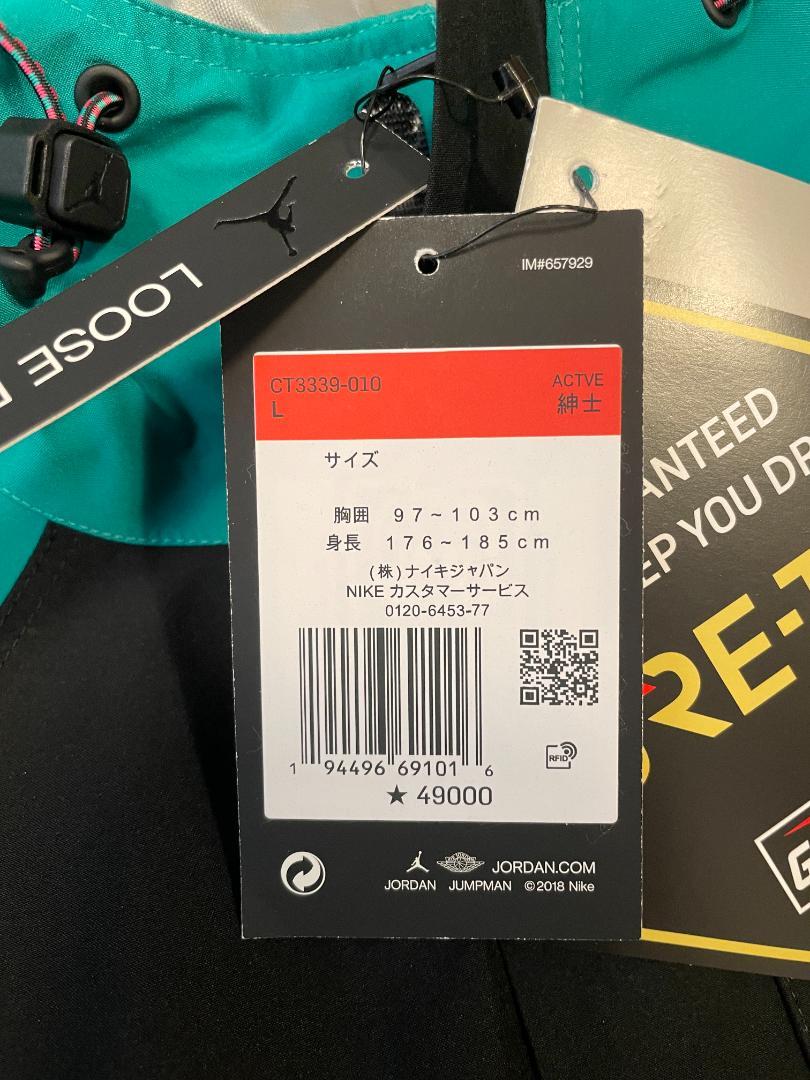 LOOSE
IM#657929
CT3339-010
L
ACTVE
紳士
サイズ
胸囲 97~103cm
身長 176~185cm
(株)ナイキジャパン
NIKE カスタマーサービス
0120-6453-77
1 94496 69101 6
RFID
★ 49000
JORDAN.COM
JORDAN JUMPMAN ©2018 Nike
ANTEED
EP YOU DR
RE-T
G